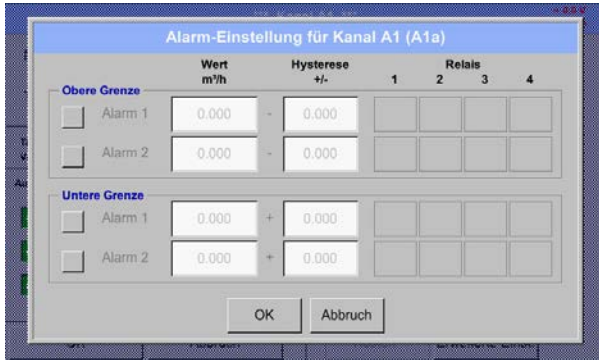 Alarm-Einstellung für Kanal A1 (A1a)
Wert Hysterese Relais
m³/h +/- 1 2 3 4
Obere Grenze
Alarm 1 0.000 - 0.000
Alarm 2 0.000 - 0.000
Untere Grenze
Alarm 1 0.000 + 0.000
Alarm 2 0.000 + 0.000
OK Abbruch